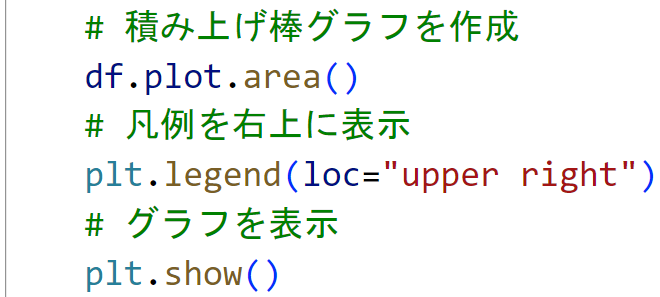 # 積み上げ棒グラフを作成
df.plot.area()
# 凡例を右上に表示
plt.legend(loc="upper right")
# グラフを表示
plt.show()